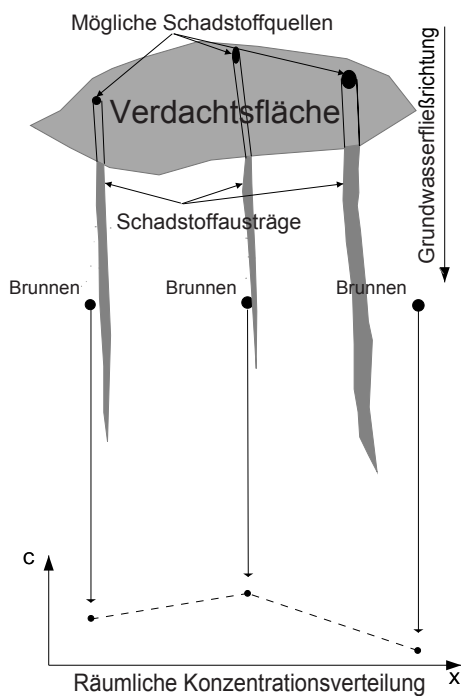 Mögliche Schadstoffquellen
Verdachtsfläche
Grundwasserfließrichtung
Schadstoffausträge
Brunnen
Brunnen
Brunnen
c
x
Räumliche Konzentrationsverteilung